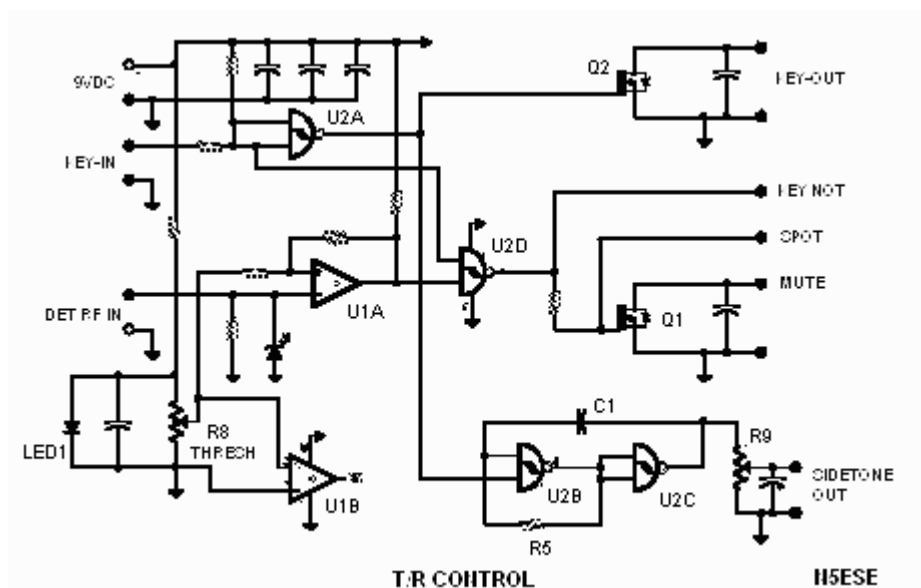 9VDC
U2A
Q2
KEY-OUT
KEY-IN
KEY NOT
U2D
SPOT
MUTE
U1A
Q1
DET RF IN
C1
R8
THRECH
LED1
R9
U1B
U2B
U2C
SIDETONE
OUT
R5
T/R CONTROL
N5ESE